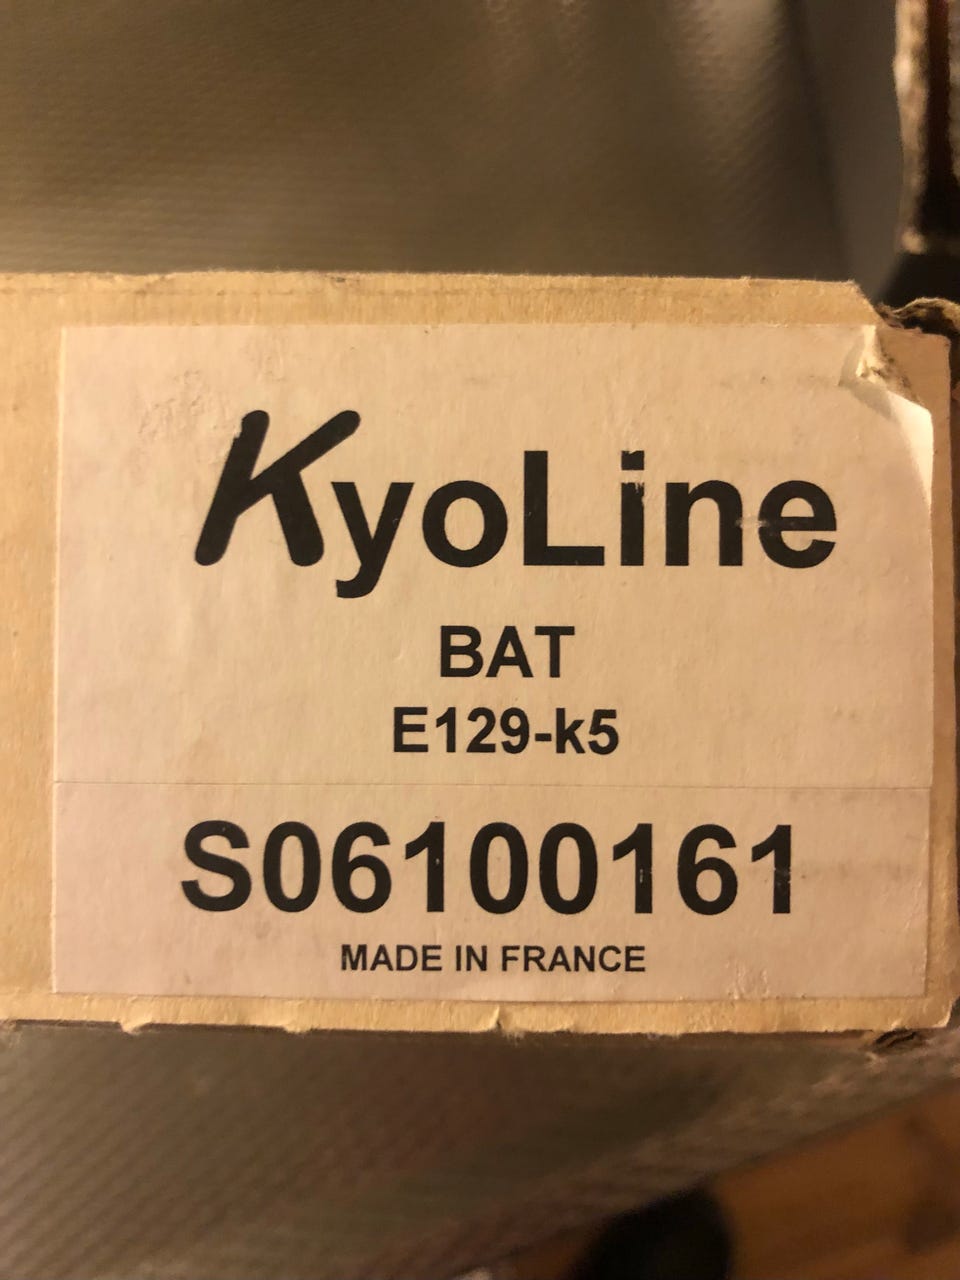 KyoLine
BAT
E129-k5
S06100161
MADE IN FRANCE